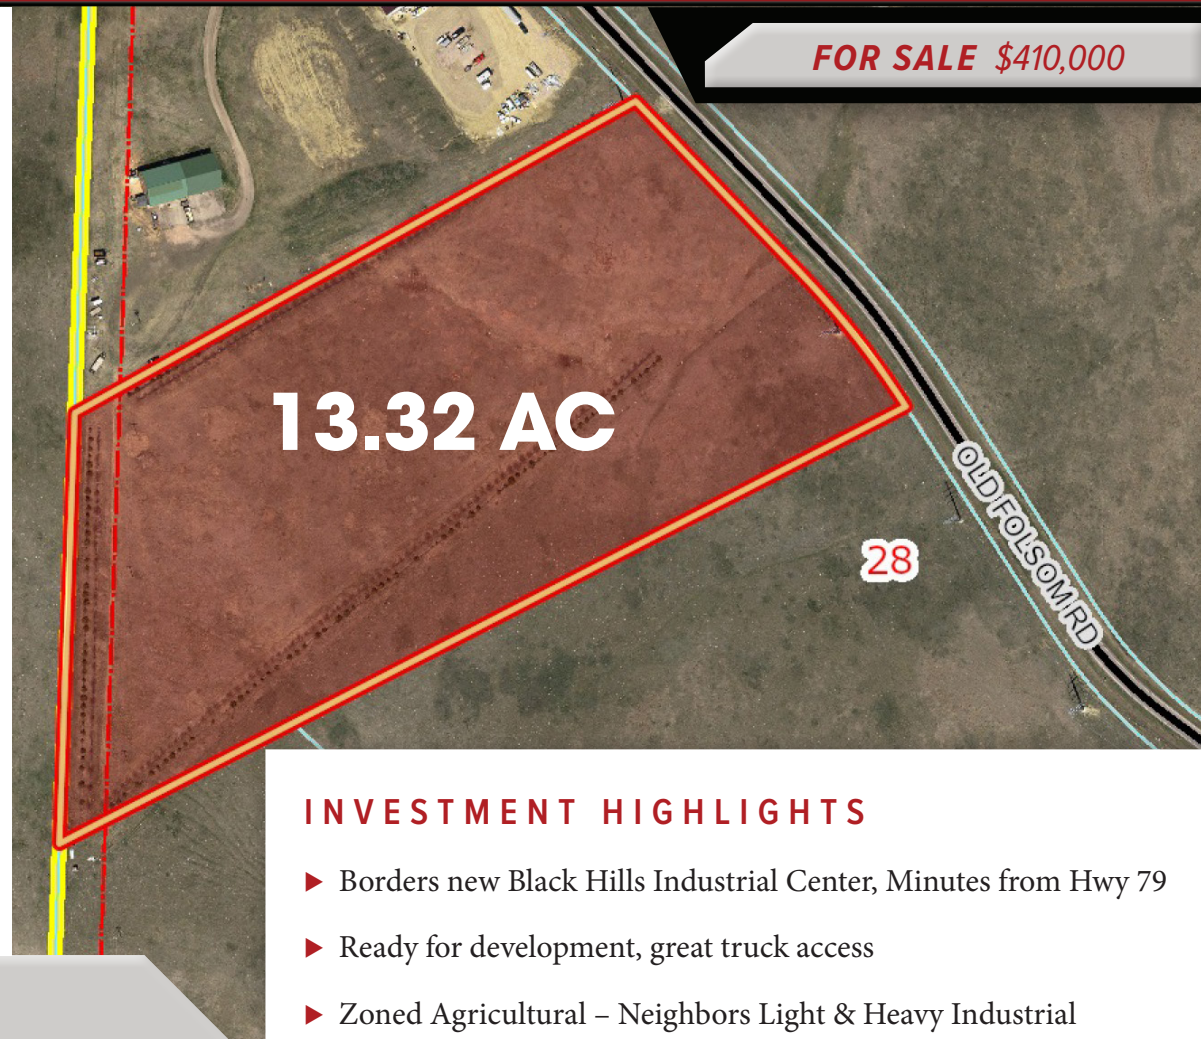 FOR SALE $410,000
13.32 AC
28
OLD FOLSOM RD
INVESTMENT HIGHLIGHTS
Borders new Black Hills Industrial Center, Minutes from Hwy 79
Ready for development, great truck access
Zoned Agricultural – Neighbors Light & Heavy Industrial